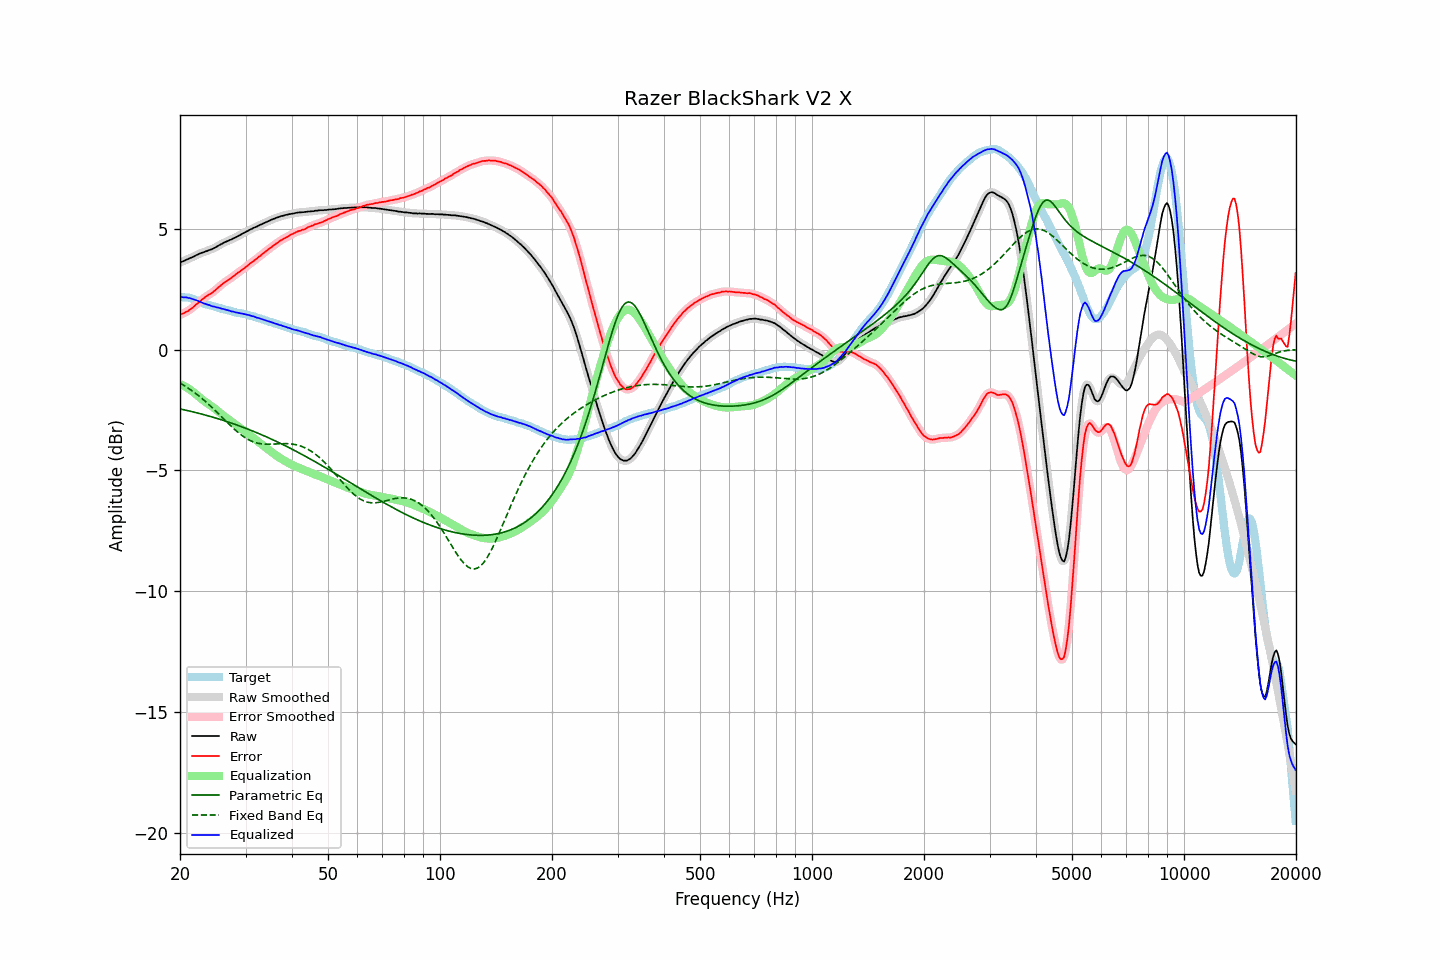 Razer BlackShark V2 X
Amplitude (dBr)
5
0
−5
−10
−15
−20
Target
Raw Smoothed
Error Smoothed
Raw
Error
Equalization
Parametric Eq
Fixed Band Eq
Equalized
20 50 100 200 500 1000 2000 5000 10000 20000
Frequency (Hz)